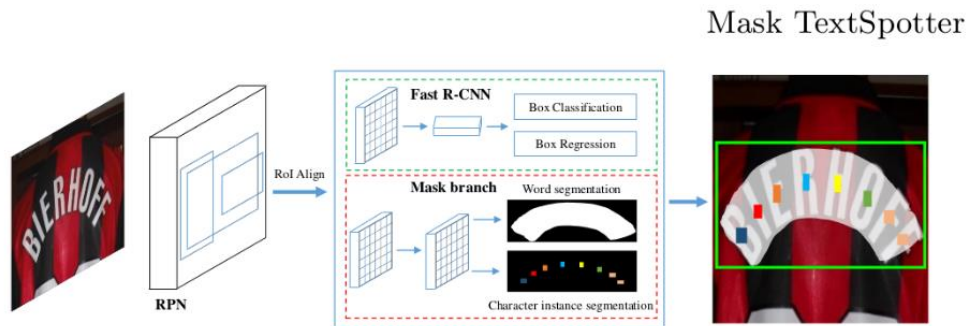 Mask TextSpotter
BIERHOFF
RPN
RoI Align
Fast R-CNN
Box Classification
Box Regression
Mask branch
Word segmentation
Character instance segmentation
BIERHOFF